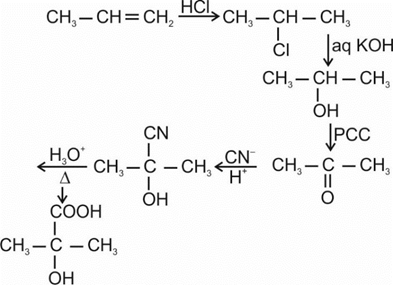 CH₃–CH=CH₂ HCl CH₃–CH–CH₃
Cl
aq KOH
CH₃–CH–CH₃
OH
PCC
CH₃–C–CH₃
O
CN⁻
H⁺
CN
CH₃–C–CH₃
OH
H₃O⁺
Δ
COOH
CH₃–C–CH₃
OH